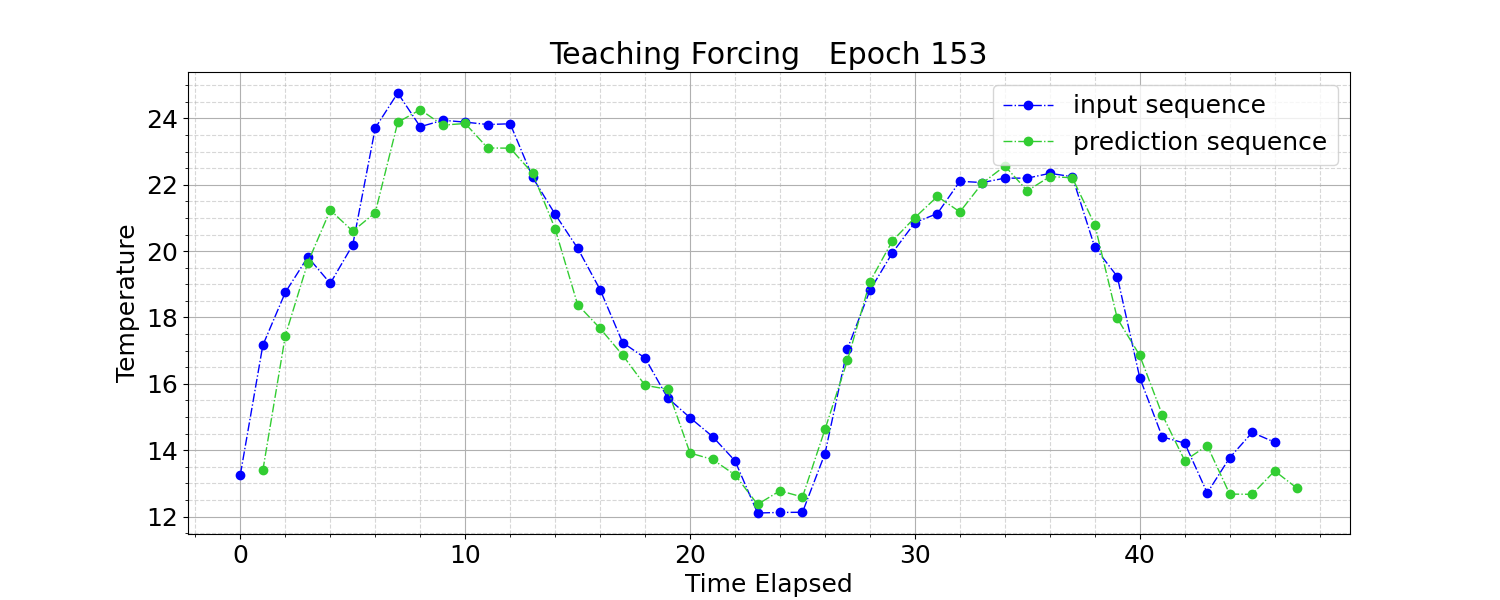 Teaching Forcing   Epoch 153
input sequence
prediction sequence
Temperature
24
22
20
18
16
14
12
0 10 20 30 40
Time Elapsed